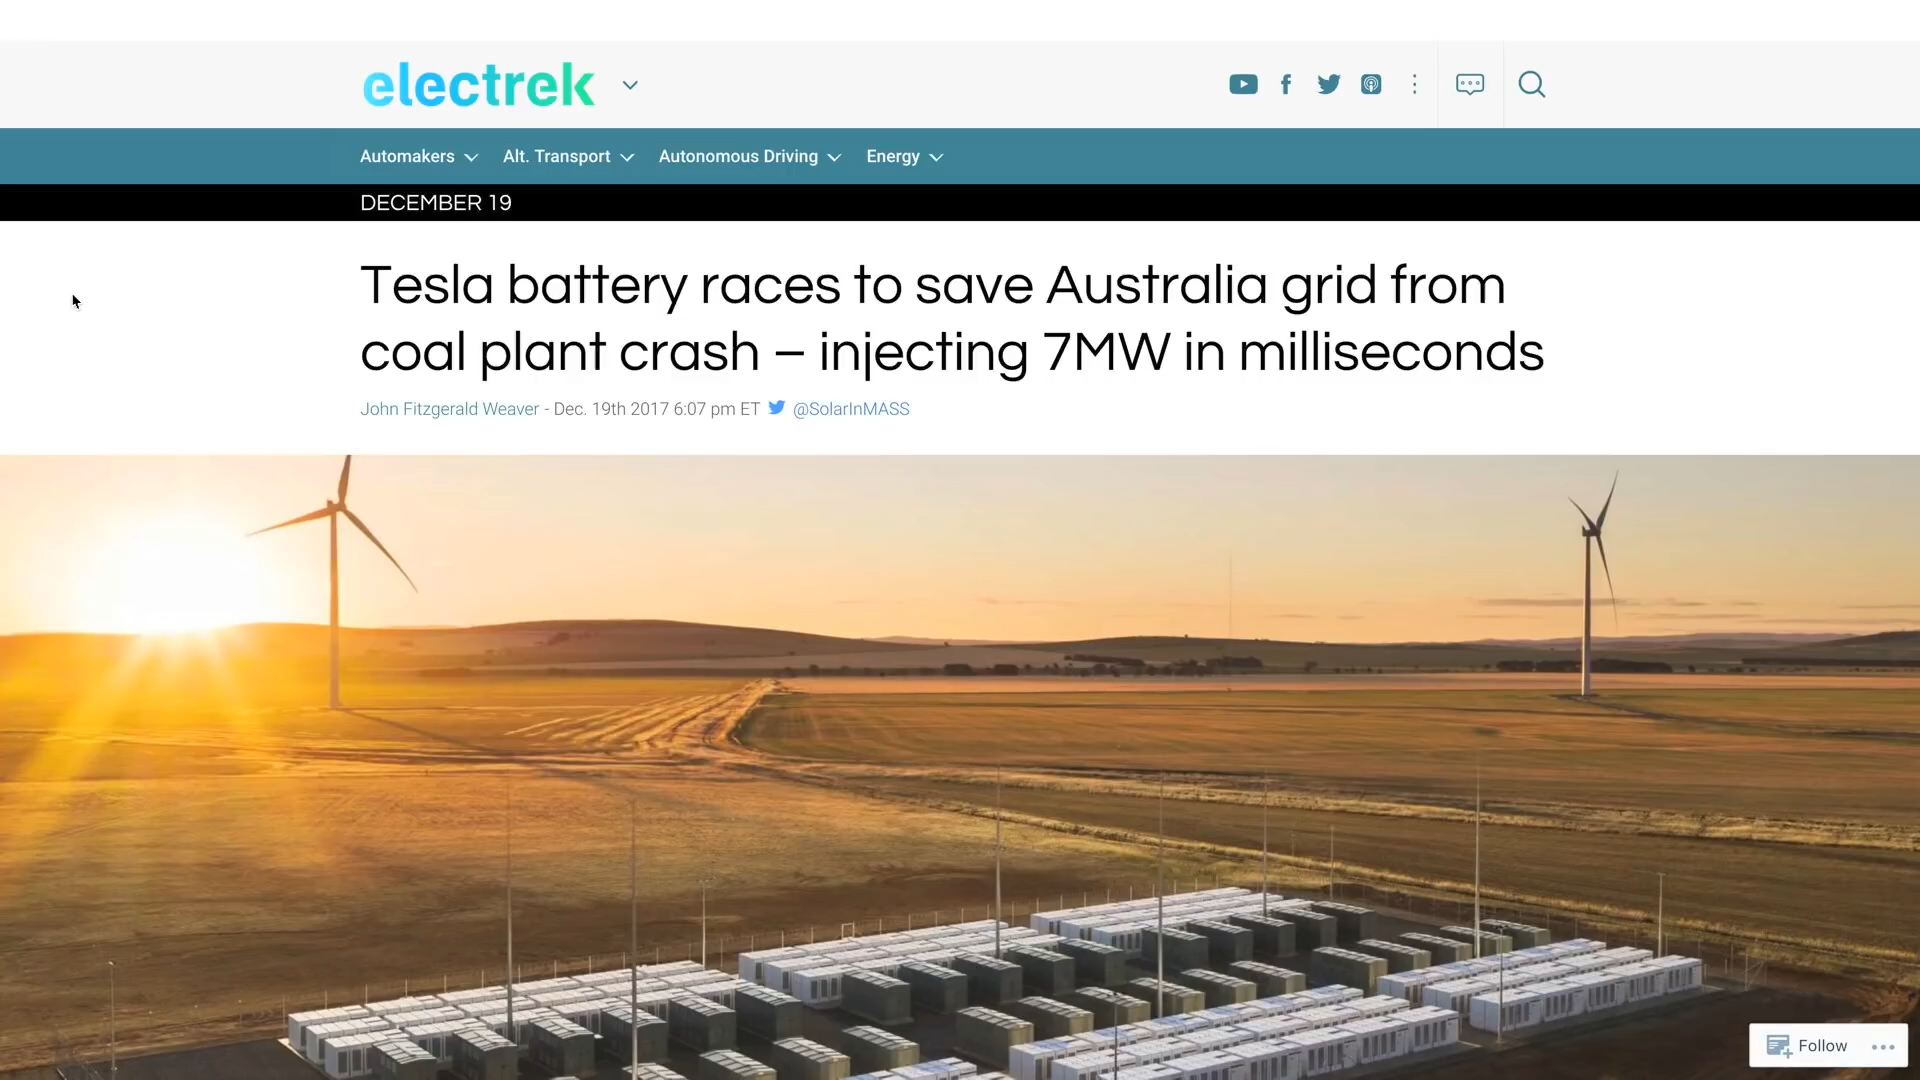 electrek
Automakers Alt. Transport Autonomous Driving Energy
DECEMBER 19
Tesla battery races to save Australia grid from
coal plant crash – injecting 7MW in milliseconds
John Fitzgerald Weaver - Dec. 19th 2017 6:07 pm ET @SolarInMASS
Follow